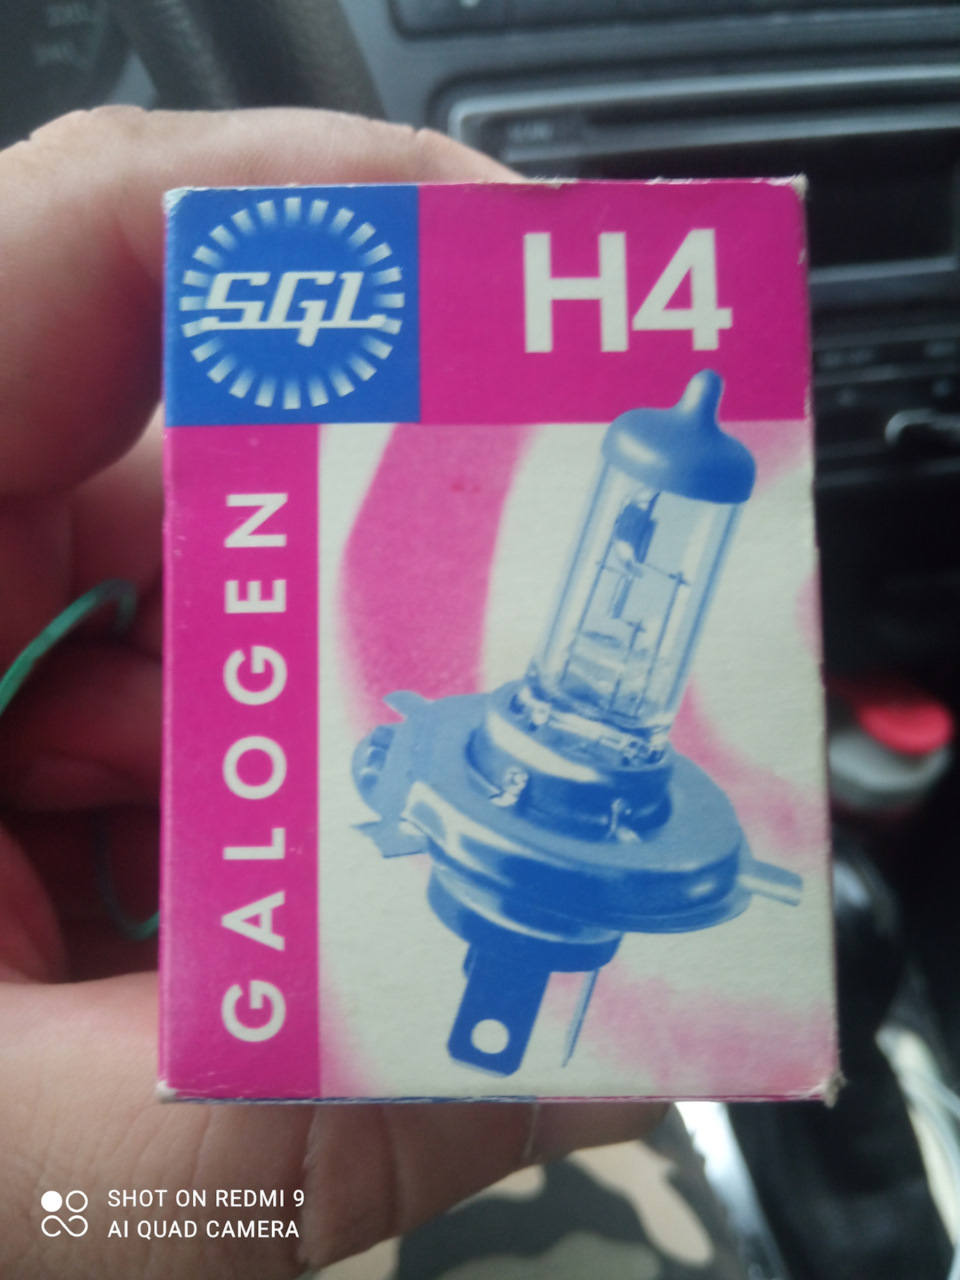 SGL
H4
GALOGEN
SHOT ON REDMI 9
AI QUAD CAMERA